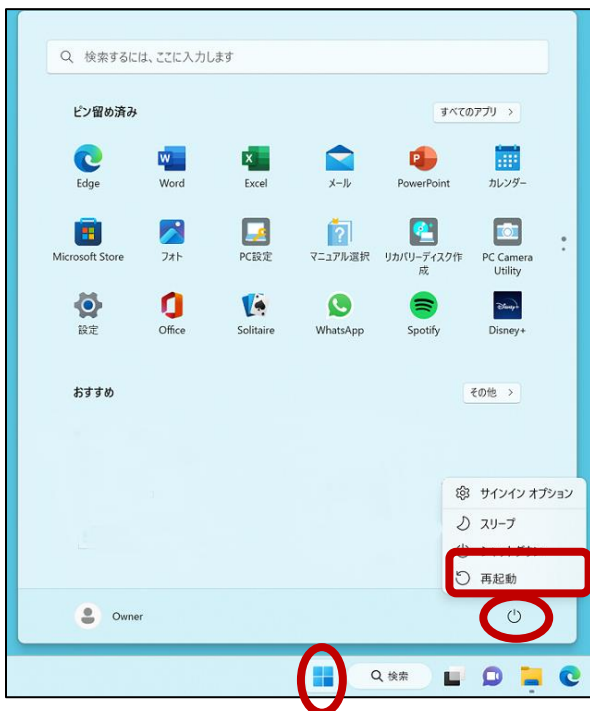 検索するには、ここに入力します
ピン留め済み
すべてのアプリ >
Edge
Word
Excel
メール
PowerPoint
カレンダー
Microsoft Store
フォト
PC設定
マニュアル選択
リカバリーディスク作
成
PC Camera
Utility
設定
Office
Solitaire
WhatsApp
Spotify
Disney+
おすすめ
その他 >
サインイン オプション
スリープ
再起動
Owner
検索